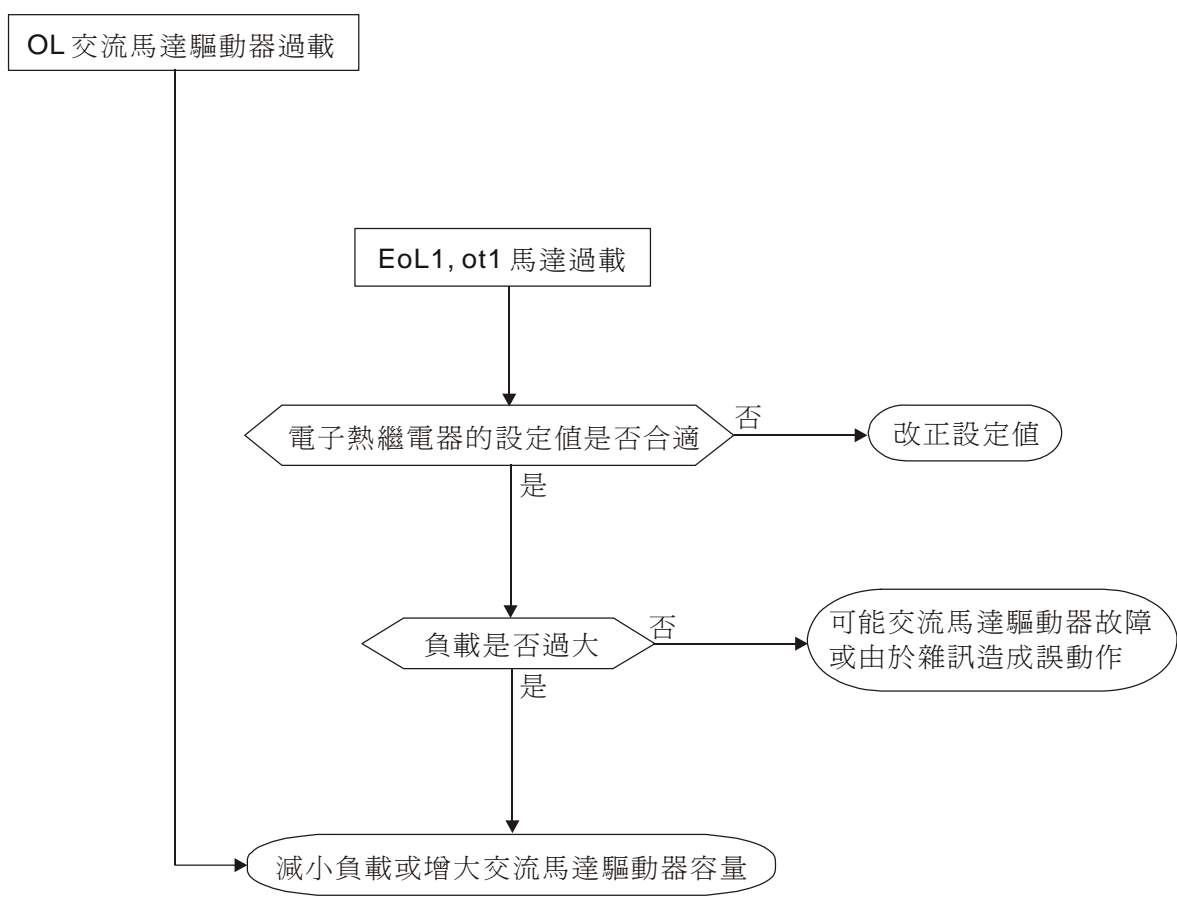 OL 交流馬達驅動器過載
EoL1, ot1 馬達過載
電子熱繼電器的設定值是否合適
否
改正設定值
是
負載是否過大
否
可能交流馬達驅動器故障
或由於雜訊造成誤動作
是
減小負載或增大交流馬達驅動器容量